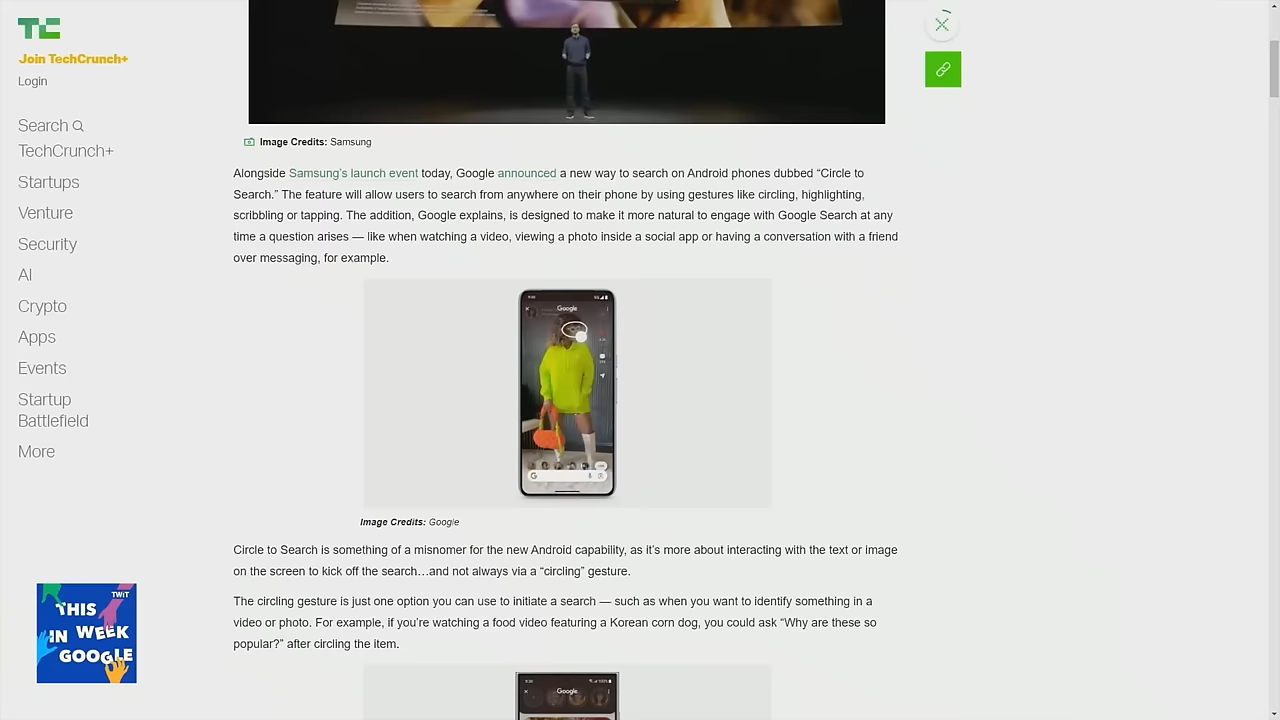 TC
Join TechCrunch+
Login
Search
TechCrunch+
Startups
Venture
Security
AI
Crypto
Apps
Events
Startup
Battlefield
More
TWiT
THIS
IN WEEK
GOOGLE
Image Credits: Samsung
Alongside Samsung's launch event today, Google announced a new way to search on Android phones dubbed “Circle to
Search.” The feature will allow users to search from anywhere on their phone by using gestures like circling, highlighting,
scribbling or tapping. The addition, Google explains, is designed to make it more natural to engage with Google Search at any
time a question arises — like when watching a video, viewing a photo inside a social app or having a conversation with a friend
over messaging, for example.
Google
G
Image Credits: Google
Circle to Search is something of a misnomer for the new Android capability, as it’s more about interacting with the text or image
on the screen to kick off the search…and not always via a “circling” gesture.
The circling gesture is just one option you can use to initiate a search — such as when you want to identify something in a
video or photo. For example, if you’re watching a food video featuring a Korean corn dog, you could ask “Why are these so
popular?” after circling the item.
Google